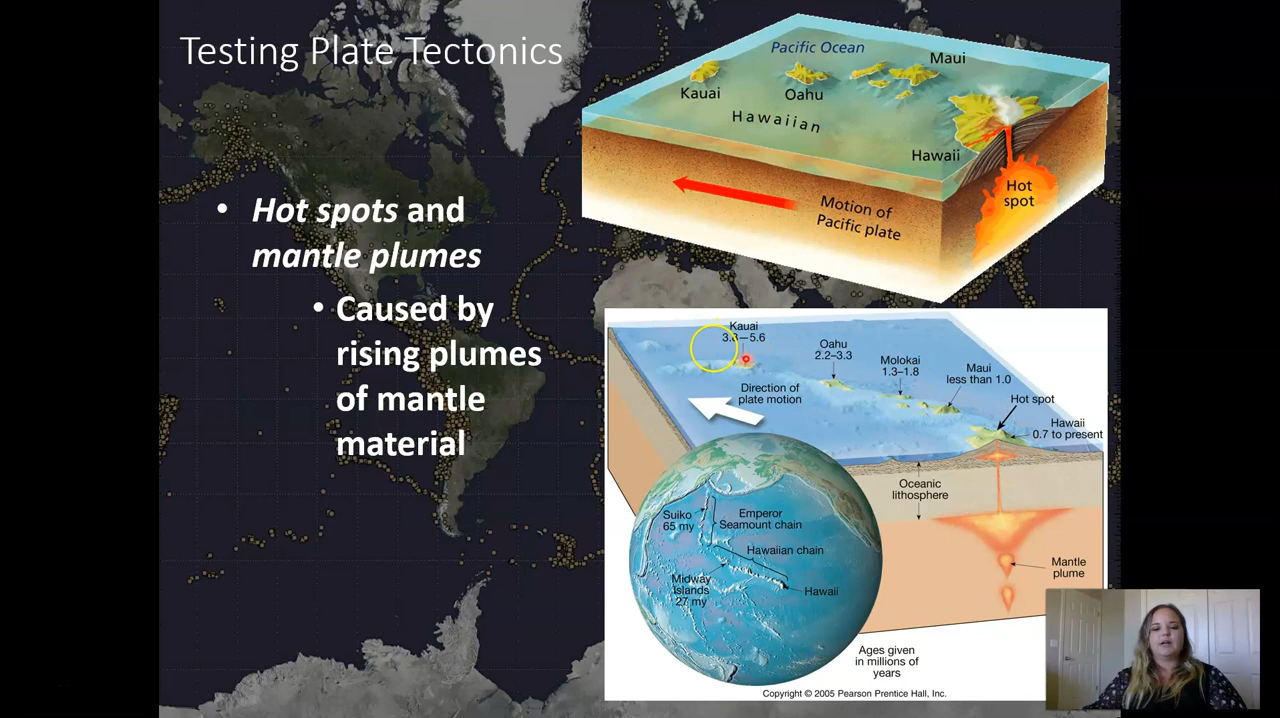 Testing Plate Tectonics
• Hot spots and
mantle plumes
• Caused by
rising plumes
of mantle
material
Pacific Ocean
Maui
Kauai
Oahu
Hawaiian
Hawaii
Hot
spot
Motion of
Pacific plate
Kauai
3.8–5.6
Oahu
2.2–3.3
Molokai
1.3–1.8
Maui
less than 1.0
Direction of
plate motion
Hot spot
Hawaii
0.7 to present
Oceanic
lithosphere
Suiko
65 my
Emperor
Seamount chain
Hawaiian chain
Midway
Islands
27 my
Hawaii
Mantle
plume
Ages given
in millions of
years
Copyright © 2005 Pearson Prentice Hall, Inc.